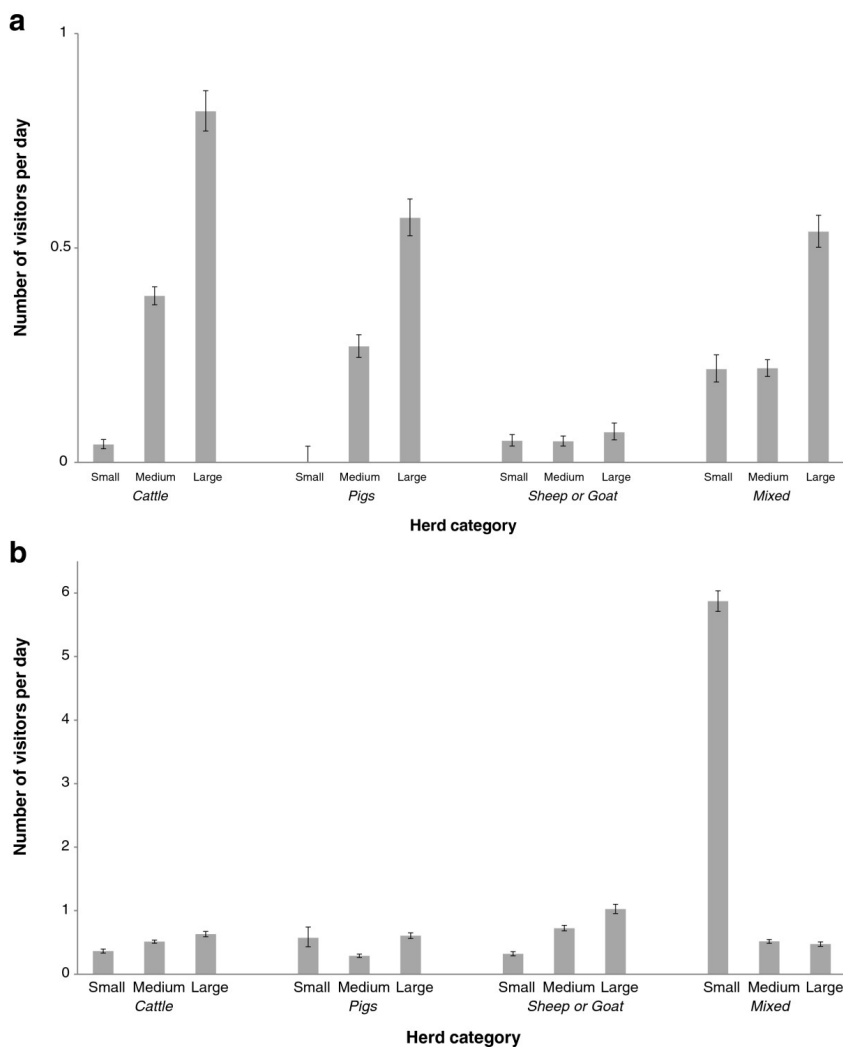 a
Number of visitors per day
1
0.5
0
Small Medium Large Small Medium Large Small Medium Large Small Medium Large
Cattle Pigs Sheep or Goat Mixed
Herd category
b
Number of visitors per day
6
5
4
3
2
1
0
Small Medium Large Small Medium Large Small Medium Large Small Medium Large
Cattle Pigs Sheep or Goat Mixed
Herd category